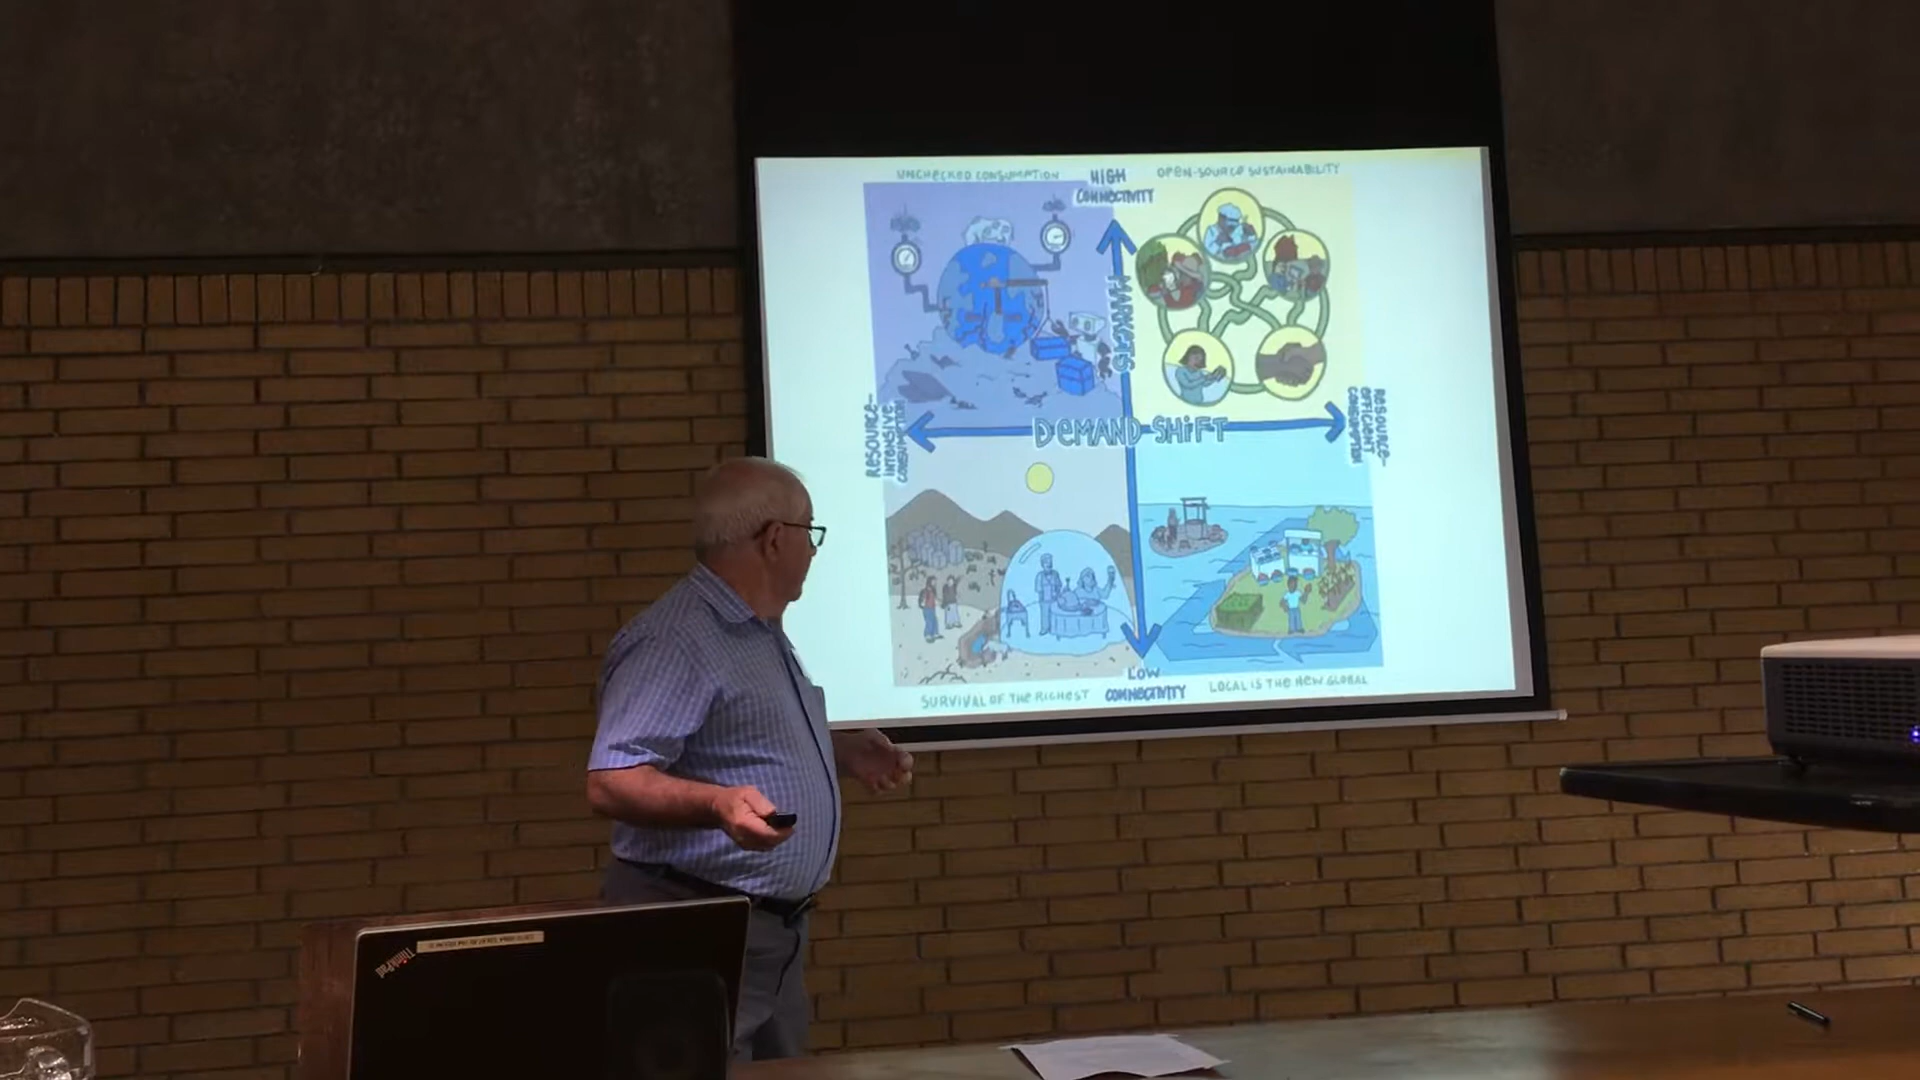 UNCHECKED CONSUMPTION
HIGH
CONNECTIVITY
OPEN-SOURCE SUSTAINABILITY
MARKETS
RESOURCE-
INTENSIVE
CONSUMPTION
DEMAND SHIFT
RESOURCE-
EFFICIENT
CONSUMPTION
SURVIVAL OF THE RICHEST
LOW
CONNECTIVITY
LOCAL IS THE NEW GLOBAL
ThinkPad